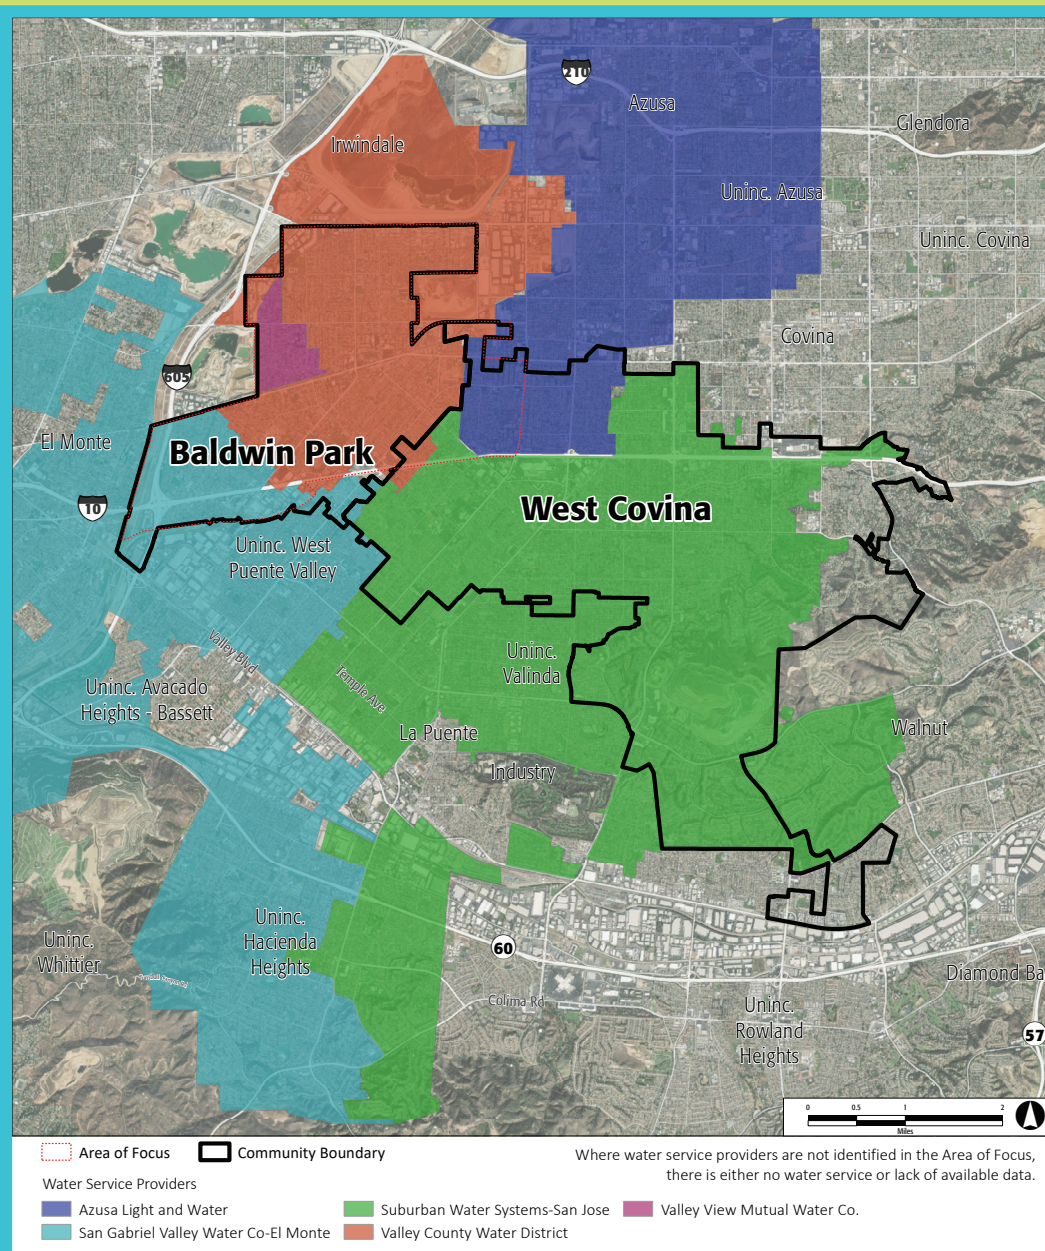 210
Azusa
Glendora
Irwindale
Uninc. Azusa
Uninc. Covina
Covina
605
El Monte
Baldwin Park
10
West Covina
Uninc. West
Puente Valley
Valley Blvd
Uninc.
Valinda
Temple Ave
Uninc. Avacado
Heights - Bassett
La Puente
Walnut
Industry
Uninc.
Hacienda
Heights
Uninc.
Whittier
60
Diamond Ba
Colima Rd
Uninc.
Rowland
Heights
57
0 0.5 1 2
Miles
Area of Focus
Community Boundary
Where water service providers are not identified in the Area of Focus,
there is either no water service or lack of available data.
Water Service Providers
Azusa Light and Water
Suburban Water Systems-San Jose
Valley View Mutual Water Co.
San Gabriel Valley Water Co-El Monte
Valley County Water District